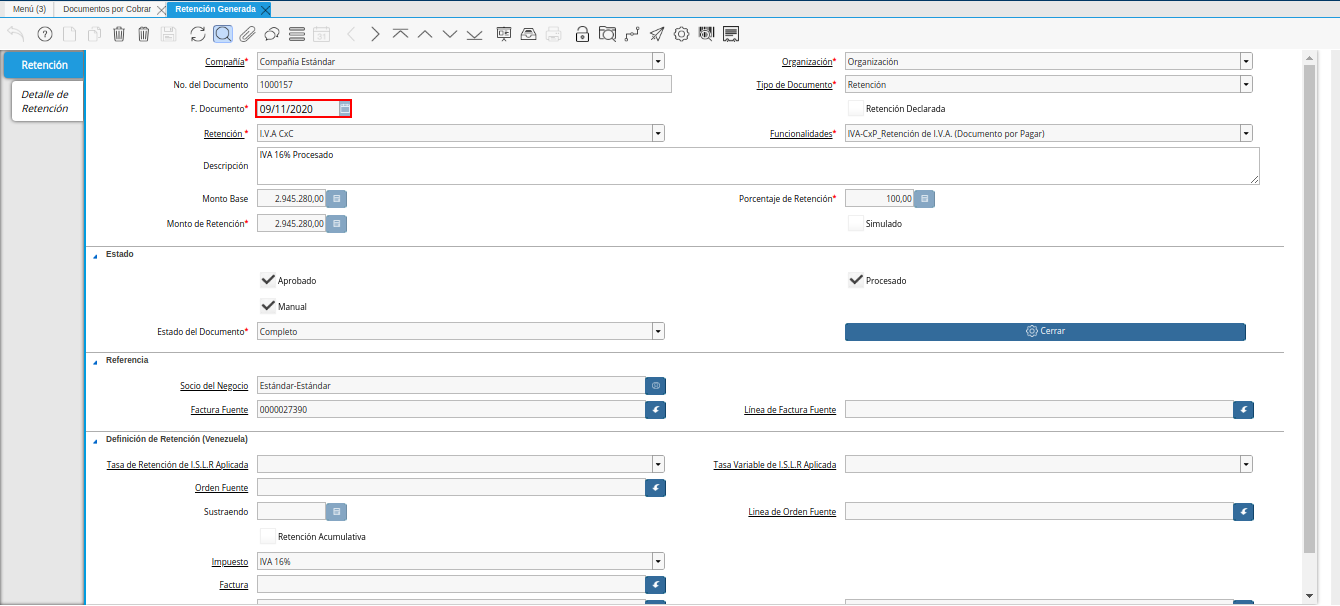 Menú (3) Documentos por Cobrar Retención Generada
Retención
Detalle de
Retención
Compañía* Compañía Estándar Organización* Organización
No. del Documento 1000157 Tipo de Documento* Retención
F. Documento* 09/11/2020 Retención Declarada
Retención * I.V.A CxC Funcionalidades* IVA-CxP_Retención de I.V.A. (Documento por Pagar)
Descripción IVA 16% Procesado
Monto Base 2.945.280,00 Porcentaje de Retención* 100,00
Monto de Retención* 2.945.280,00 Simulado
Estado
Aprobado Procesado
Manual
Estado del Documento* Completo Cerrar
Referencia
Socio del Negocio Estándar-Estándar
Factura Fuente 0000027390 Línea de Factura Fuente
Definición de Retención (Venezuela)
Tasa de Retención de I.S.L.R Aplicada Tasa Variable de I.S.L.R Aplicada
Orden Fuente
Sustraendo Linea de Orden Fuente
Retención Acumulativa
Impuesto IVA 16%
Factura